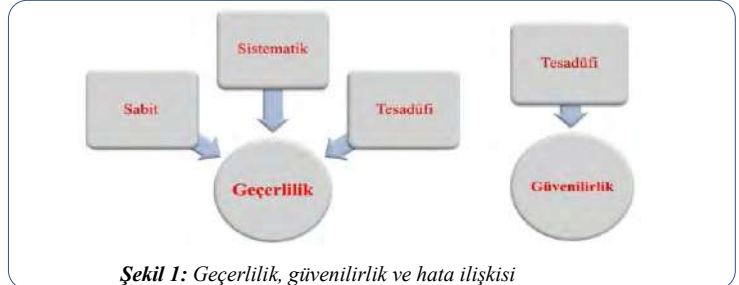 Sistematik
Tesadüfi
Sabit
Tesadüfi
Geçerlilik
Güvenilirlik
Şekil 1: Geçerlilik, güvenilirlik ve hata ilişkisi